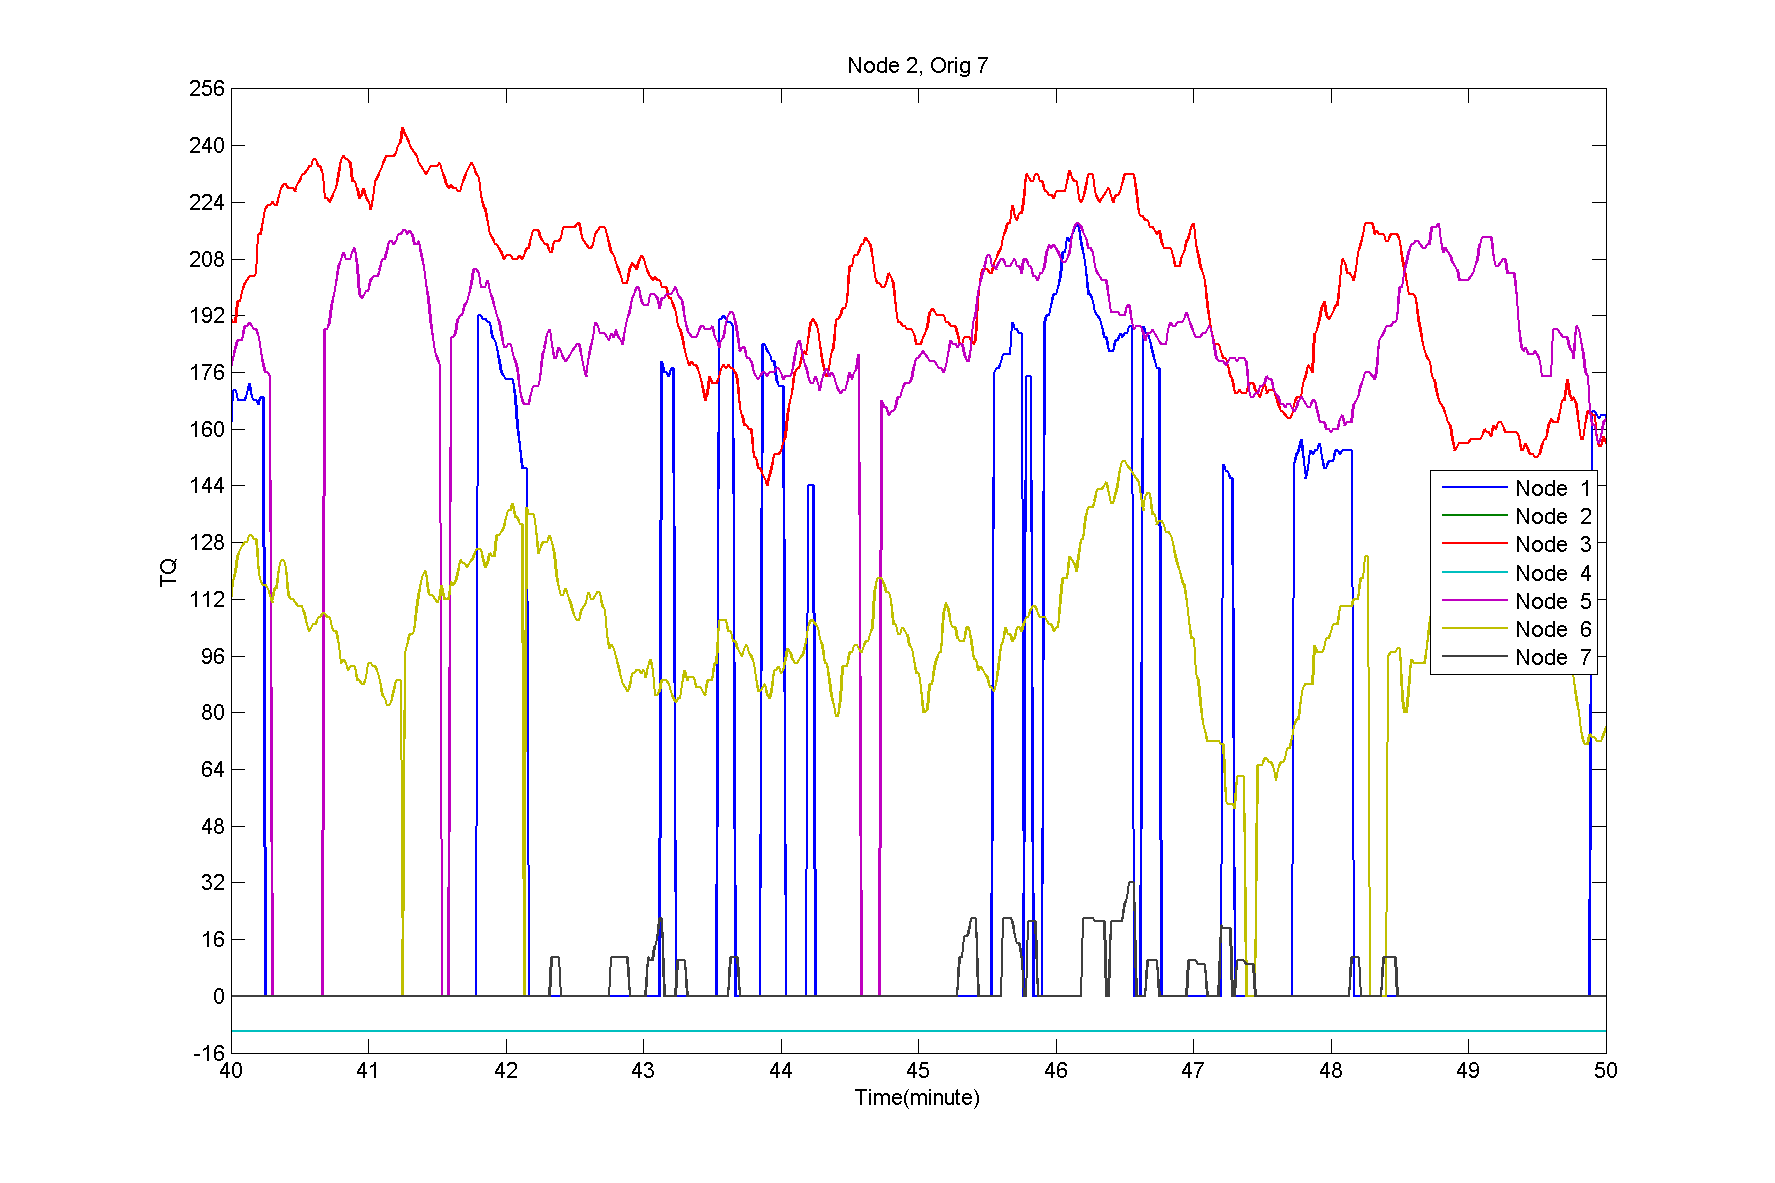 Node 2, Orig 7
256
240
224
208
192
176
160
144
128
112
96
80
64
48
32
16
0
-16
TQ
Node 1
Node 2
Node 3
Node 4
Node 5
Node 6
Node 7
40 41 42 43 44 45 46 47 48 49 50
Time(minute)